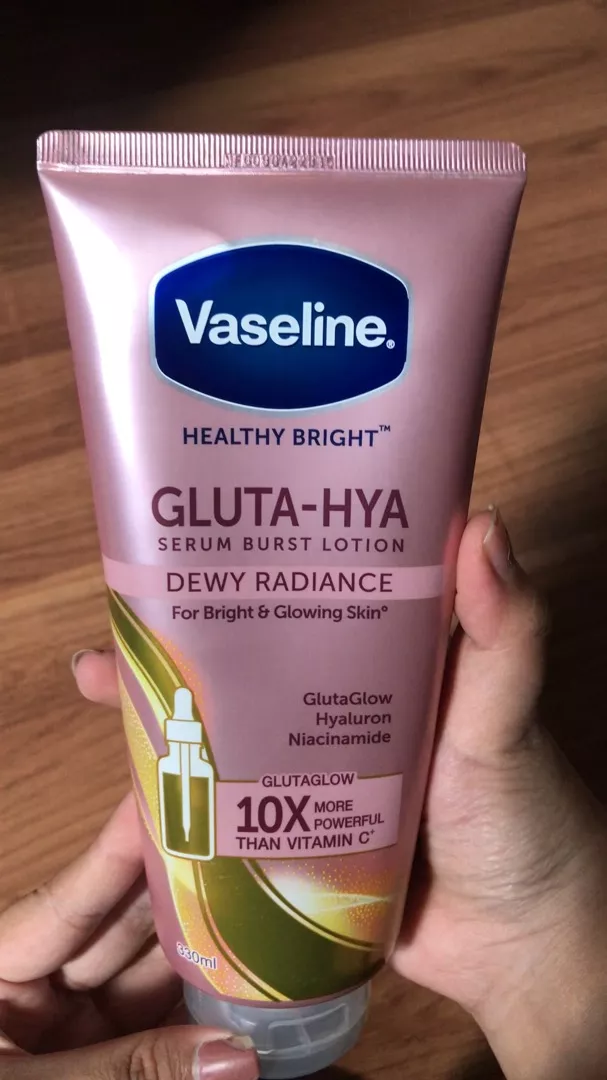 Vaseline®
HEALTHY BRIGHT™
GLUTA-HYA
SERUM BURST LOTION
DEWY RADIANCE
For Bright & Glowing Skin°
GlutaGlow
Hyaluron
Niacinamide
GLUTAGLOW
10X MORE
POWERFUL
THAN VITAMIN C⁺
330ml